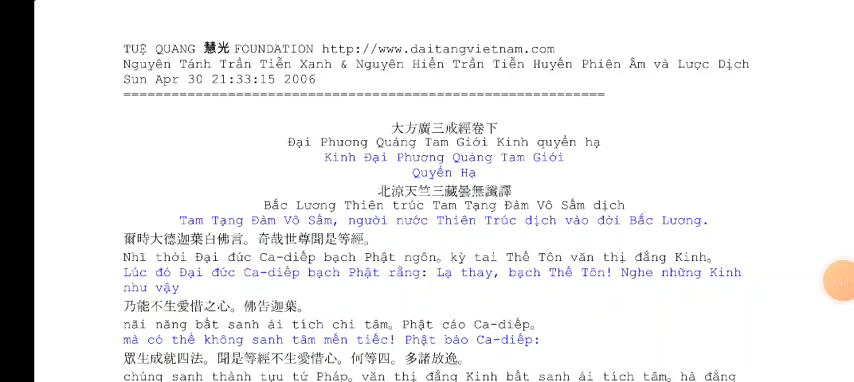 TUỆ QUANG 慧光 FOUNDATION http://www.daitangvietnam.com
Nguyên Tánh Trần Tiễn Xanh & Nguyên Hiển Trần Tiễn Huyến Phiên Âm và Lược Dịch
Sun Apr 30 21:33:15 2006
============================================================
大方廣三戒經卷下
Đại Phương Quảng Tam Giới Kinh quyển hạ
Kinh Đại Phương Quảng Tam Giới
Quyển Hạ
北涼天竺三藏曇無讖譯
Bắc Lương Thiên trúc Tam Tạng Đàm Vô Sấm dịch
Tam Tạng Đàm Vô Sấm, người nước Thiên Trúc dịch vào đời Bắc Lương.
爾時大德迦葉白佛言。奇哉世尊聞是等經。
Nhĩ thời Đại đức Ca-diếp bạch Phật ngôn。kỳ tai Thế Tôn văn thị đẳng Kinh。
Lúc đó Đại đức Ca-diếp bạch Phật rằng: Lạ thay, bạch Thế Tôn! Nghe những Kinh
như vậy
乃能不生愛惜之心。佛告迦葉。
nãi năng bất sanh ái tích chi tâm。Phật cáo Ca-diếp。
mà có thể không sanh tâm mến tiếc! Phật bảo Ca-diếp:
眾生成就四法。聞是等經不生愛惜心。何等四。多諸放逸。
chúng sanh thành tựu tứ Pháp。văn thị đẳng Kinh bất sanh ái tích tâm。hà đẳng